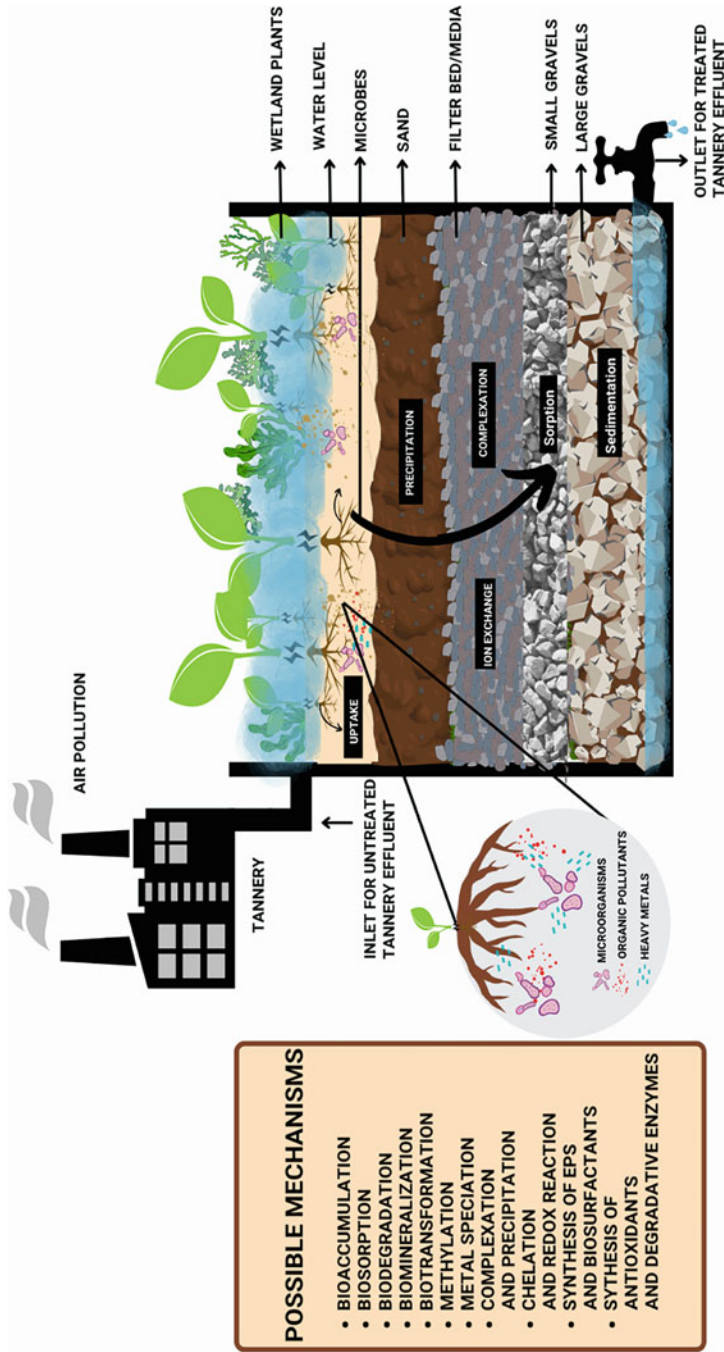 POSSIBLE MECHANISMS
• BIOACCUMULATION
• BIOSORPTION
• BIODEGRADATION
• BIOMINERALIZATION
• BIOTRANSFORMATION
• METHYLATION
• METAL SPECIATION
• COMPLEXATION
AND PRECIPITATION
• CHELATION
AND REDOX REACTION
• SYNTHESIS OF EPS
AND BIOSURFACTANTS
• SYTHESIS OF
ANTIOXIDANTS
AND DEGRADATIVE ENZYMES
AIR POLLUTION
TANNERY
INLET FOR UNTREATED
TANNERY EFFLUENT
MICROORGANISMS
ORGANIC POLLUTANTS
HEAVY METALS
UPTAKE
PRECIPITATION
ION EXCHANGE
COMPLEXATION
Sorption
Sedimentation
WETLAND PLANTS
WATER LEVEL
MICROBES
SAND
FILTER BED/MEDIA
SMALL GRAVELS
LARGE GRAVELS
OUTLET FOR TREATED
TANNERY EFFLUENT